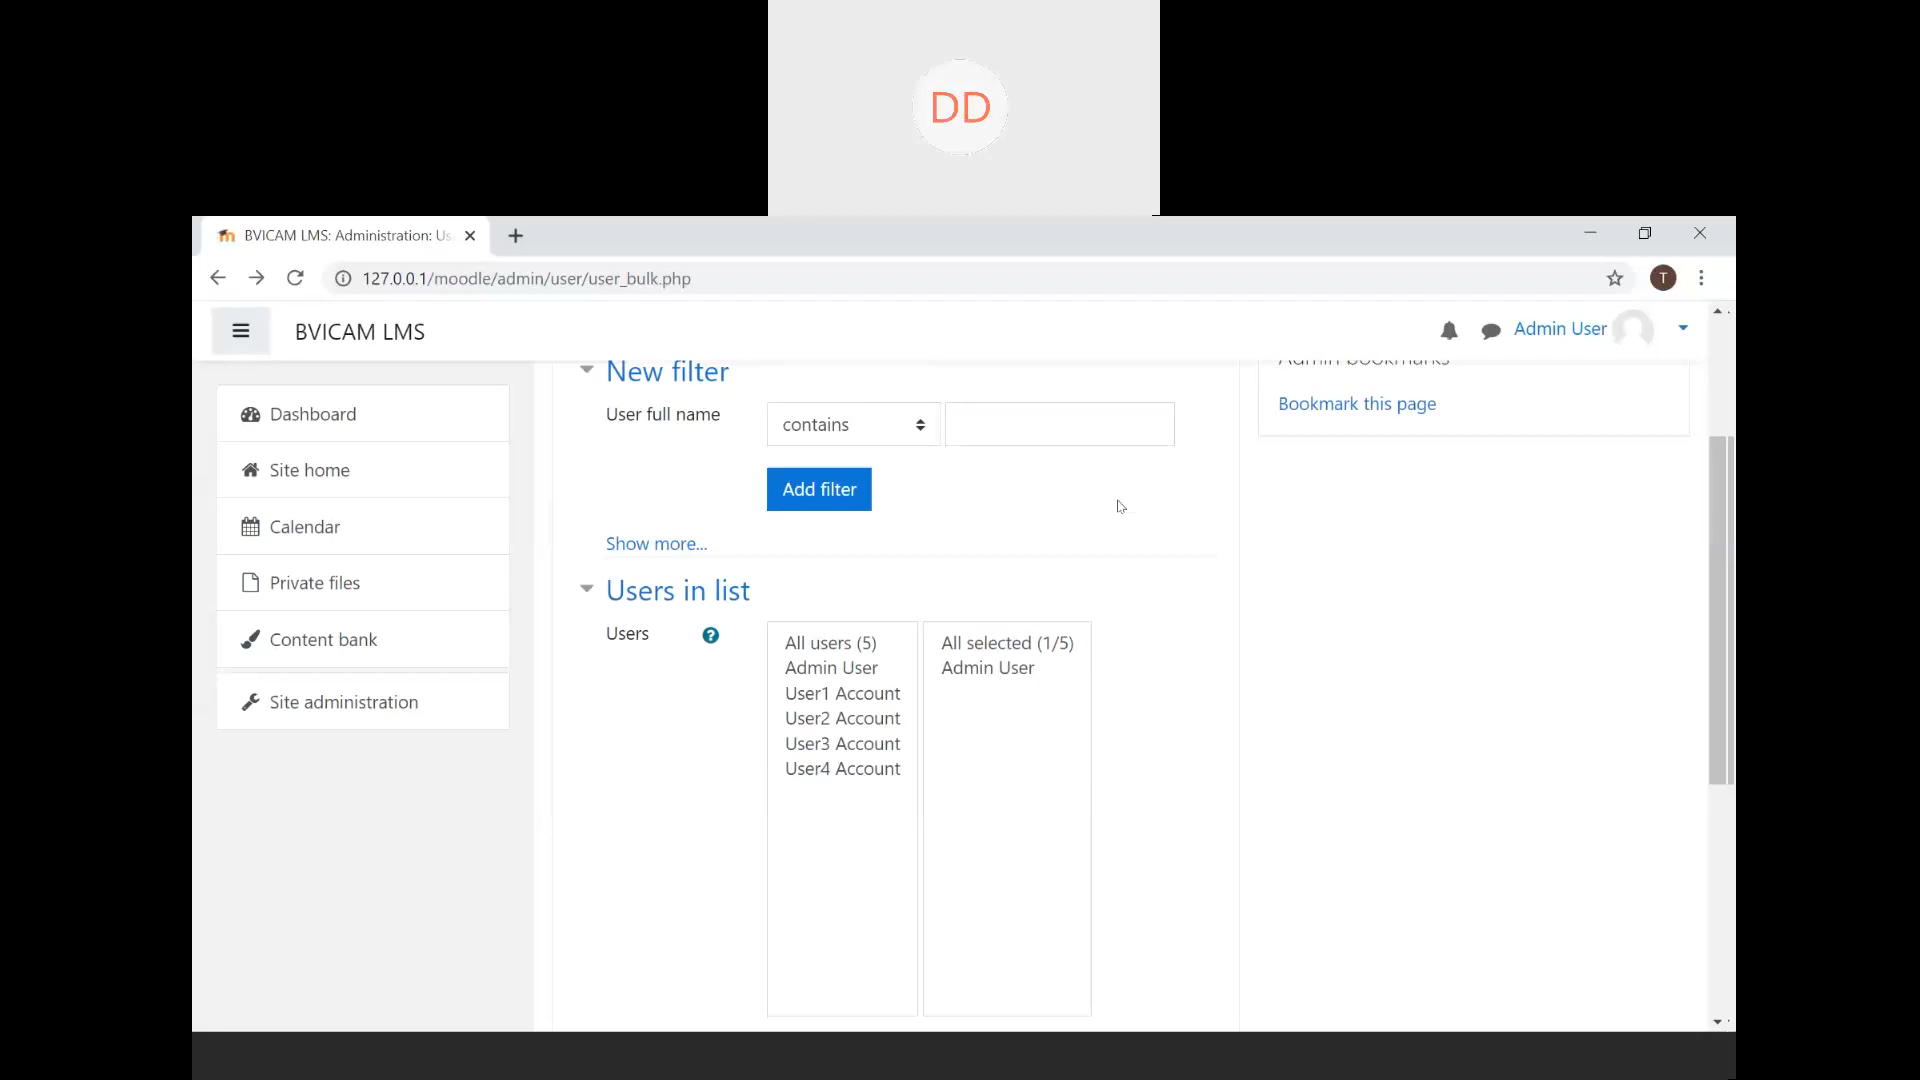 DD
BVICAM LMS: Administration: Us
127.0.0.1/moodle/admin/user/user_bulk.php
T
BVICAM LMS
Admin User
Dashboard
Site home
Calendar
Private files
Content bank
Site administration
New filter
User full name
contains
Add filter
Show more...
Users in list
Users
All users (5)
Admin User
User1 Account
User2 Account
User3 Account
User4 Account
All selected (1/5)
Admin User
Admin bookmarks
Bookmark this page